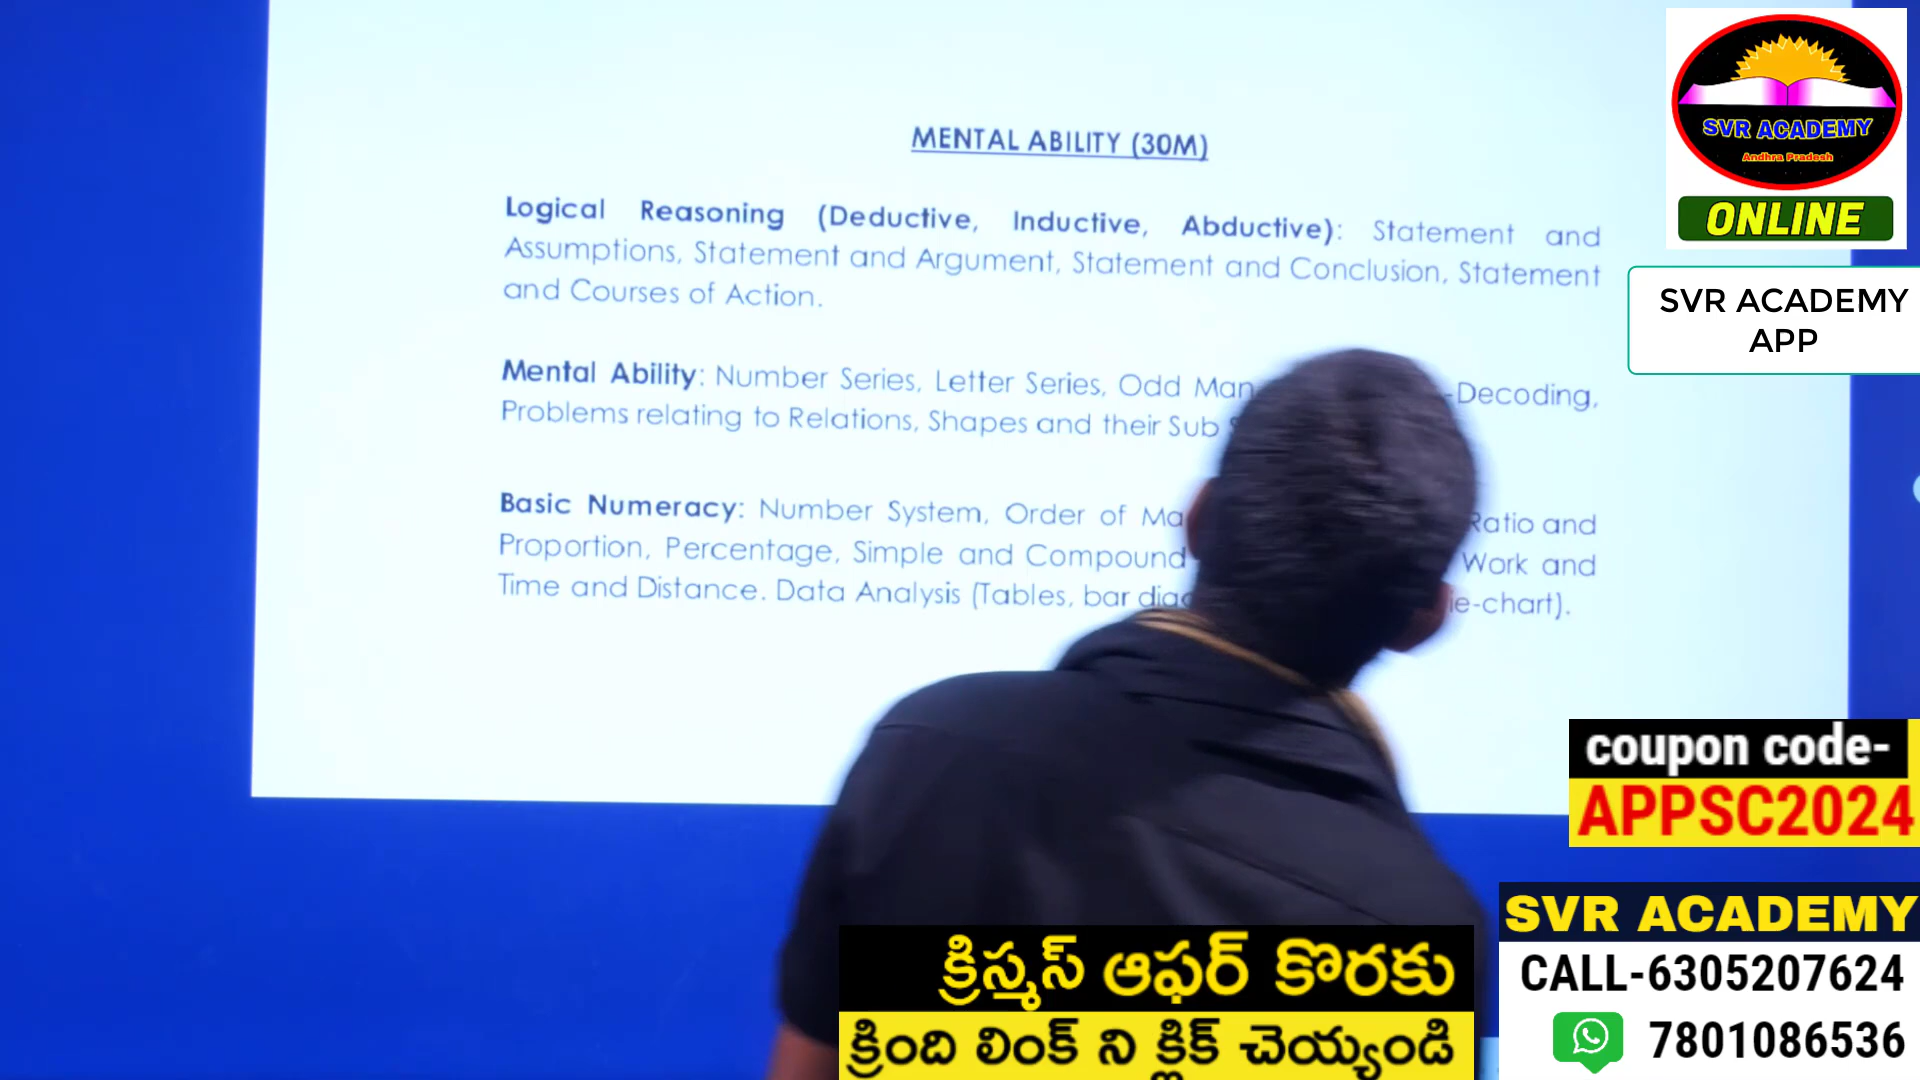 MENTAL ABILITY (30M)
Logical Reasoning (Deductive, Inductive, Abductive): Statement and
Assumptions, Statement and Argument, Statement and Conclusion, Statement
and Courses of Action.
Mental Ability: Number Series, Letter Series, Odd Man -Decoding,
Problems relating to Relations, Shapes and their Sub
Basic Numeracy: Number System, Order of Ma Ratio and
Proportion, Percentage, Simple and Compound Work and
Time and Distance. Data Analysis (Tables, bar diag ie-chart).
SVR ACADEMY
Andhra Pradesh
ONLINE
SVR ACADEMY
APP
coupon code-
APPSC2024
SVR ACADEMY
CALL-6305207624
7801086536
క్రిస్మస్ ఆఫర్ కొరకు
క్రింది లింక్ ని క్లిక్ చెయ్యండి